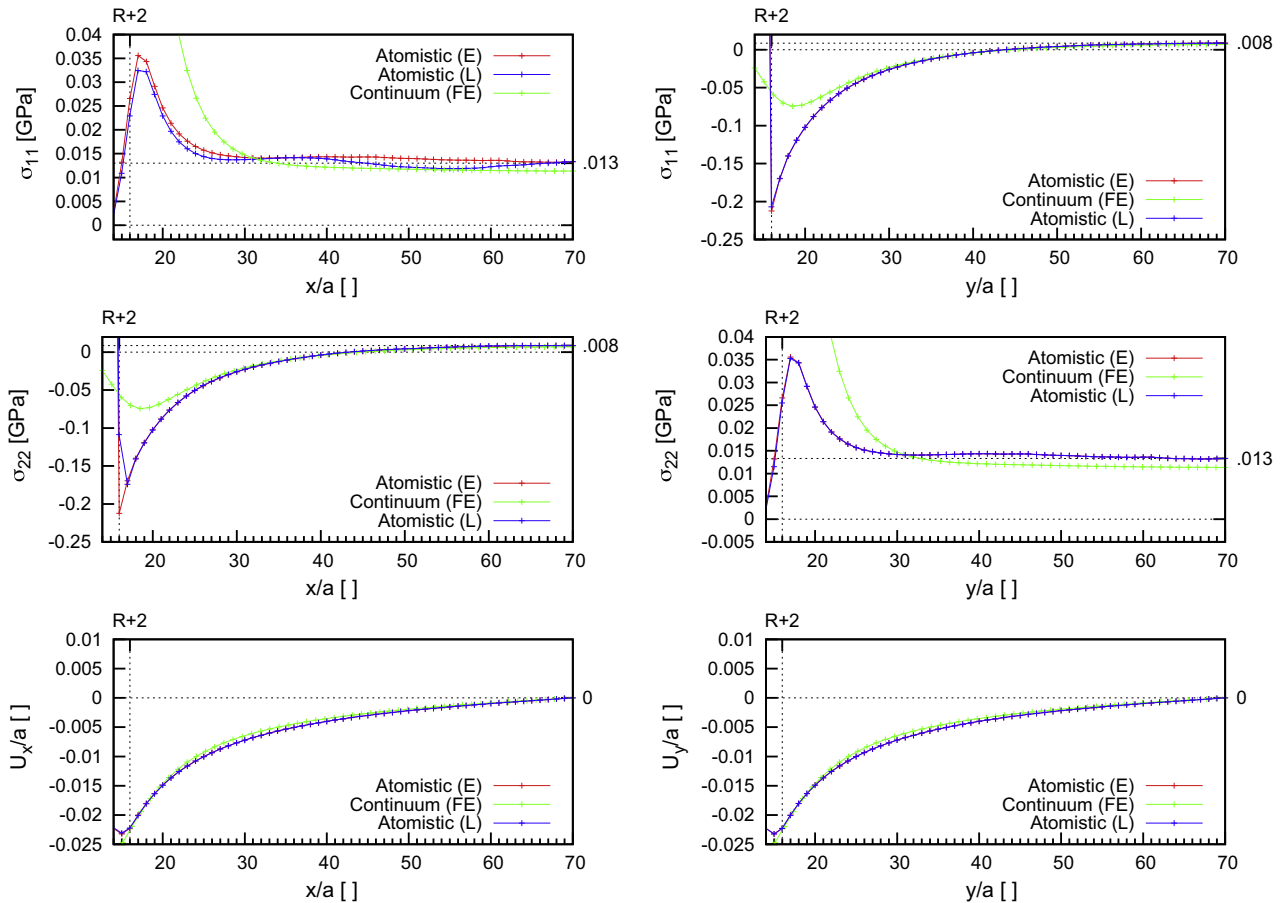 R+2
0.04
0.035
0.03
0.025
0.02
0.015
0.01
0.005
0
σ11 [GPa]
Atomistic (E)
Atomistic (L)
Continuum (FE)
.013
20 30 40 50 60 70
x/a [ ]
R+2
0
-0.05
-0.1
-0.15
-0.2
-0.25
σ11 [GPa]
Atomistic (E)
Continuum (FE)
Atomistic (L)
.008
20 30 40 50 60 70
y/a [ ]
R+2
0
-0.05
-0.1
-0.15
-0.2
-0.25
σ22 [GPa]
Atomistic (E)
Continuum (FE)
Atomistic (L)
.008
20 30 40 50 60 70
x/a [ ]
R+2
0.04
0.035
0.03
0.025
0.02
0.015
0.01
0.005
0
-0.005
σ22 [GPa]
Atomistic (E)
Continuum (FE)
Atomistic (L)
.013
20 30 40 50 60 70
y/a [ ]
R+2
0.01
0.005
0
-0.005
-0.01
-0.015
-0.02
-0.025
Ux/a [ ]
Atomistic (E)
Continuum (FE)
Atomistic (L)
0
20 30 40 50 60 70
x/a [ ]
R+2
0.01
0.005
0
-0.005
-0.01
-0.015
-0.02
-0.025
Uy/a [ ]
Atomistic (E)
Continuum (FE)
Atomistic (L)
0
20 30 40 50 60 70
y/a [ ]